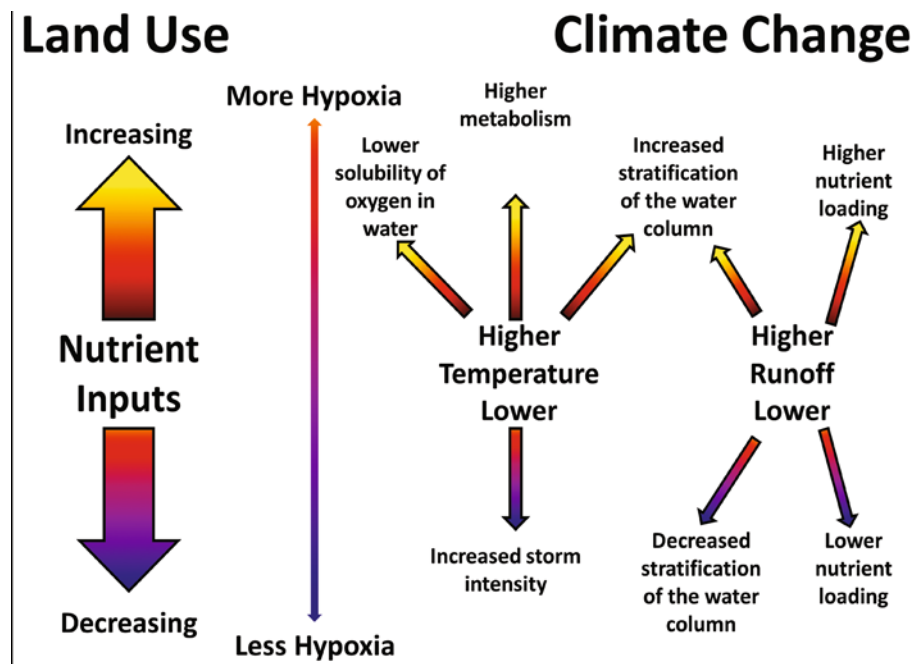 Land Use
Climate Change
More Hypoxia
Higher
metabolism
Increasing
Lower
solubility of
oxygen in
water
Increased
stratification
of the water
column
Higher
nutrient
loading
Nutrient
Inputs
Higher
Temperature
Lower
Higher
Runoff
Lower
Increased storm
intensity
Decreased
stratification
of the water
column
Lower
nutrient
loading
Decreasing
Less Hypoxia